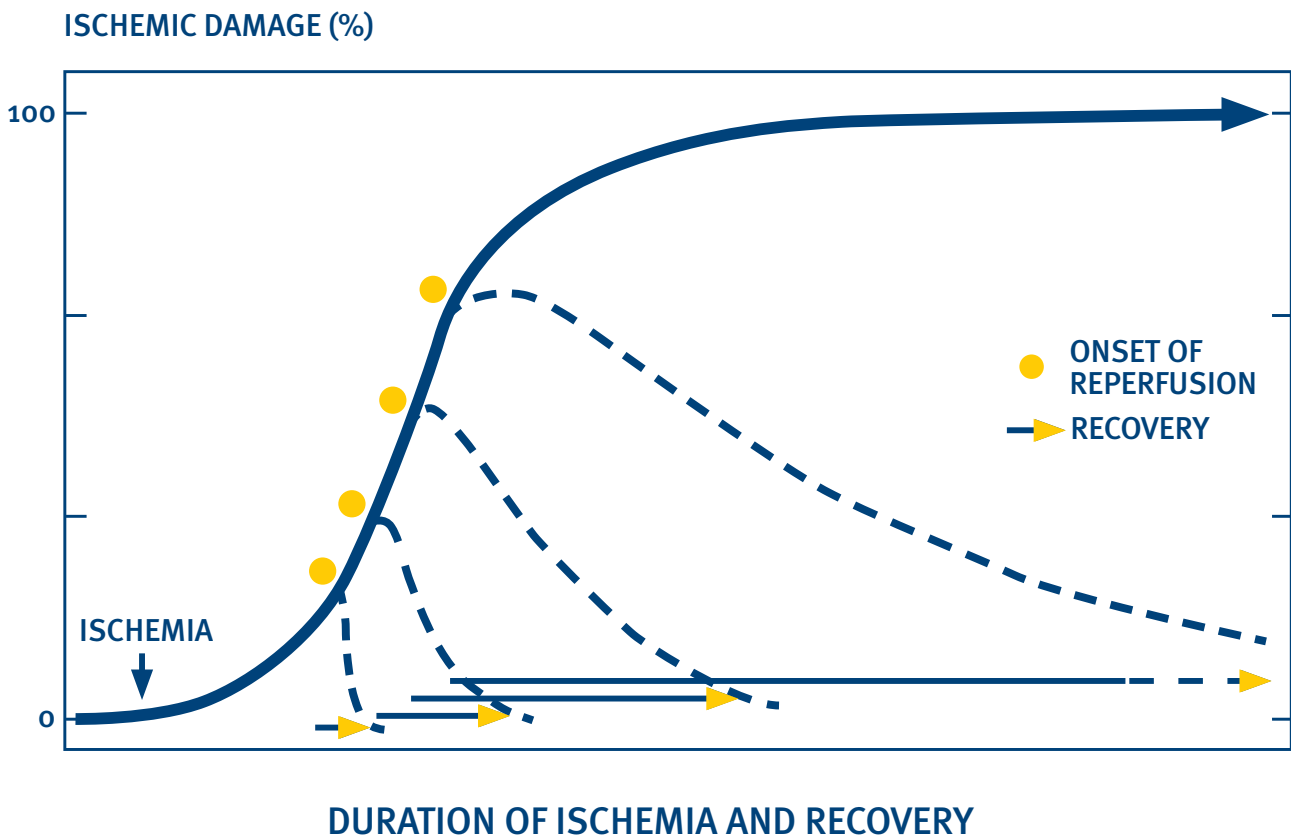 ISCHEMIC DAMAGE (%)
100
ONSET OF
REPERFUSION
RECOVERY
ISCHEMIA
0
DURATION OF ISCHEMIA AND RECOVERY